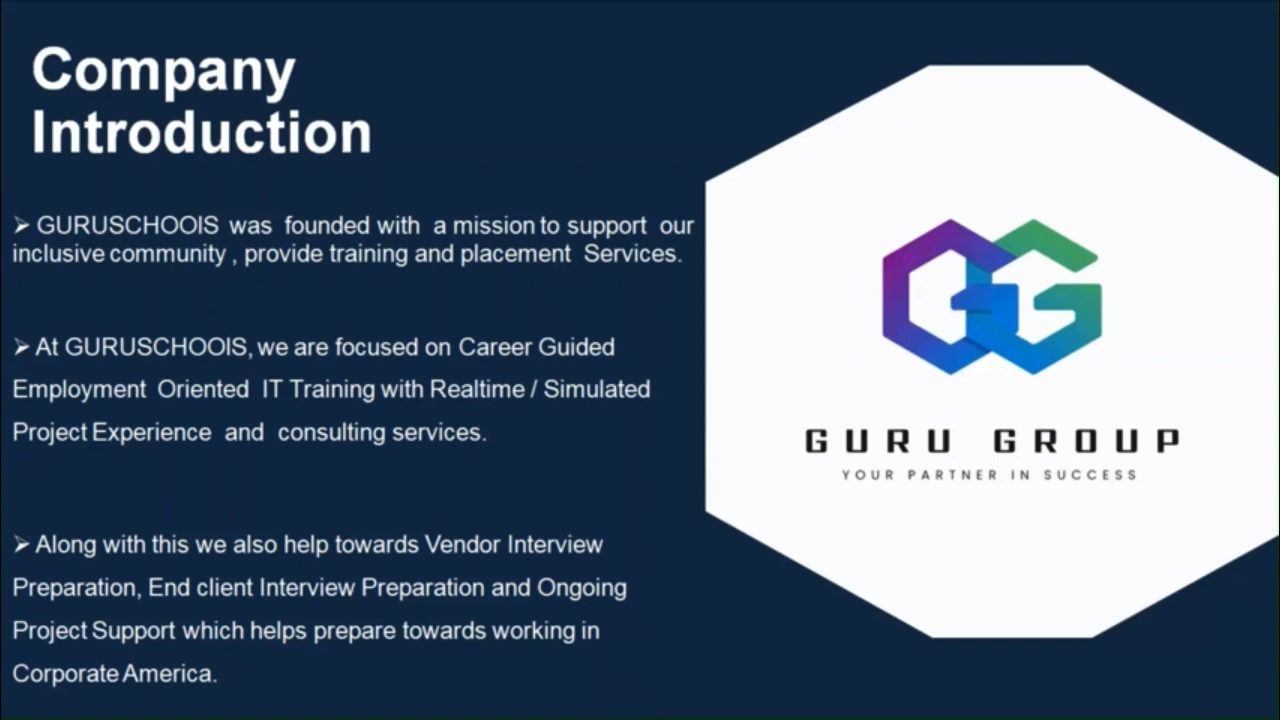 Company
Introduction
➢ GURUSCHOOlS was founded with a mission to support our
inclusive community , provide training and placement Services.
➢ At GURUSCHOOlS, we are focused on Career Guided
Employment Oriented IT Training with Realtime / Simulated
Project Experience and consulting services.
➢ Along with this we also help towards Vendor Interview
Preparation, End client Interview Preparation and Ongoing
Project Support which helps prepare towards working in
Corporate America.
GURU GROUP
YOUR PARTNER IN SUCCESS